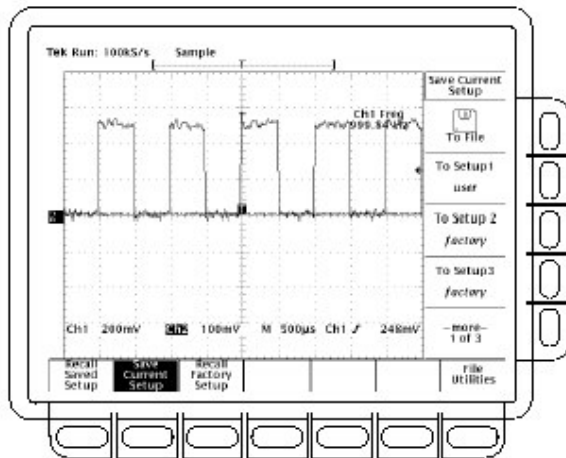 Tek Run: 100kS/s Sample
Save Current
Setup
Ch1 Freq
999.84 Hz
To File
To Setup1
user
To Setup 2
factory
To Setup3
factory
Ch1 200mV Ch2 100mV M 500µs Ch1 248mV
–more–
1 of 3
Recall
Saved
Setup
Save
Current
Setup
Recall
Factory
Setup
File
Utilities